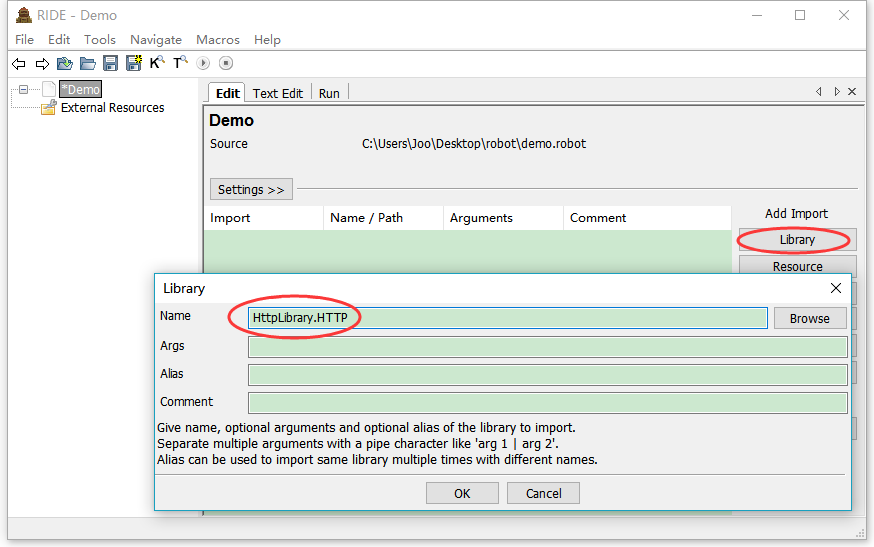 RIDE - Demo
File Edit Tools Navigate Macros Help
K T
*Demo
External Resources
Edit Text Edit Run
Demo
Source C:\Users\Joo\Desktop\robot\demo.robot
Settings >>
Import Name / Path Arguments Comment
Add Import
Library
Resource
Library
Name HttpLibrary.HTTP Browse
Args
Alias
Comment
Give name, optional arguments and optional alias of the library to import.
Separate multiple arguments with a pipe character like 'arg 1 | arg 2'.
Alias can be used to import same library multiple times with different names.
OK Cancel